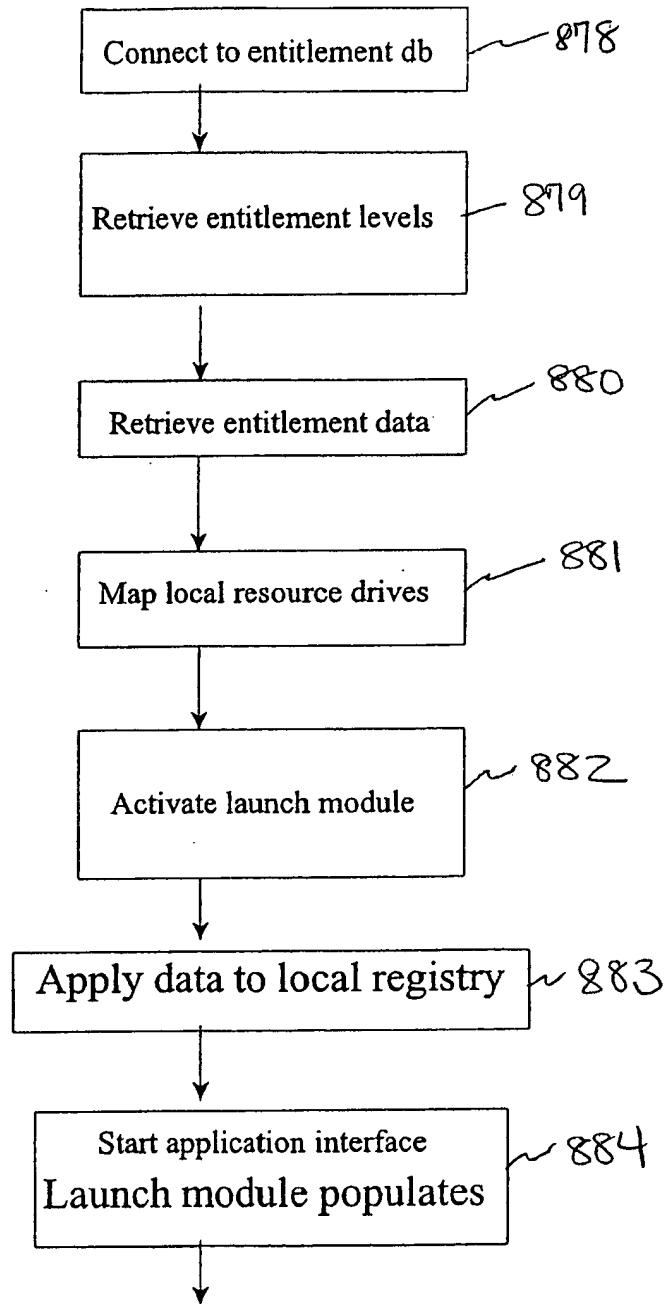 Connect to entitlement db
878
Retrieve entitlement levels
879
Retrieve entitlement data
880
Map local resource drives
881
Activate launch module
882
Apply data to local registry
883
Start application interface
884
Launch module populates